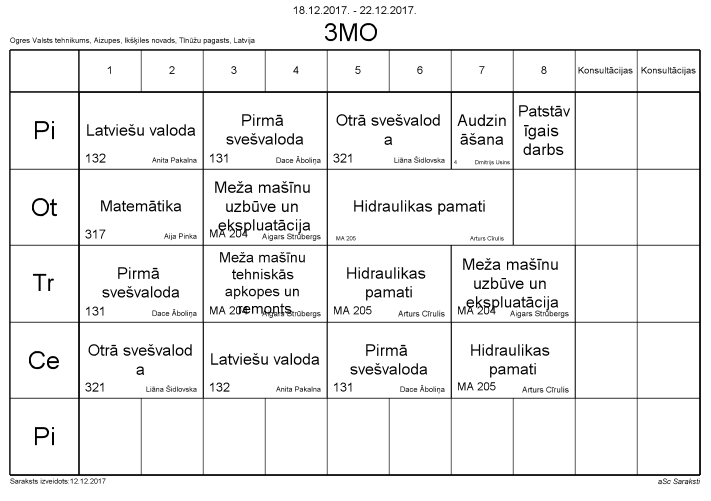 18.12.2017. - 22.12.2017.
Ogres Valsts tehnikums, Aizupes, Ikšķiles novads, Tīnūžu pagasts, Latvija
3MO
1 2 3 4 5 6 7 8 Konsultācijas Konsultācijas
Pi
Latviešu valoda
132 Anita Pakalna
Pirmā
svešvaloda
131 Dace Āboliņa
Otrā svešvalod
a
321 Liāna Šidlovska
Audzin
āšana
4 Dmitrijs Usins
Patstāv
īgais
darbs
Ot
Matemātika
317 Aija Pinka
Meža mašīnu
uzbūve un
ekspluatācija
MA 204 Aigars Strūbergs
Hidraulikas pamati
MA 205 Arturs Cīrulis
Tr
Pirmā
svešvaloda
131 Dace Āboliņa
Meža mašīnu
tehniskās
apkopes un
remonts
MA 204 Aigars Strūbergs
Hidraulikas
pamati
MA 205 Arturs Cīrulis
Meža mašīnu
uzbūve un
ekspluatācija
MA 204 Aigars Strūbergs
Ce
Otrā svešvalod
a
321 Liāna Šidlovska
Latviešu valoda
132 Anita Pakalna
Pirmā
svešvaloda
131 Dace Āboliņa
Hidraulikas
pamati
MA 205 Arturs Cīrulis
Pi
Saraksts izveidots:12.12.2017
aSc Saraksti